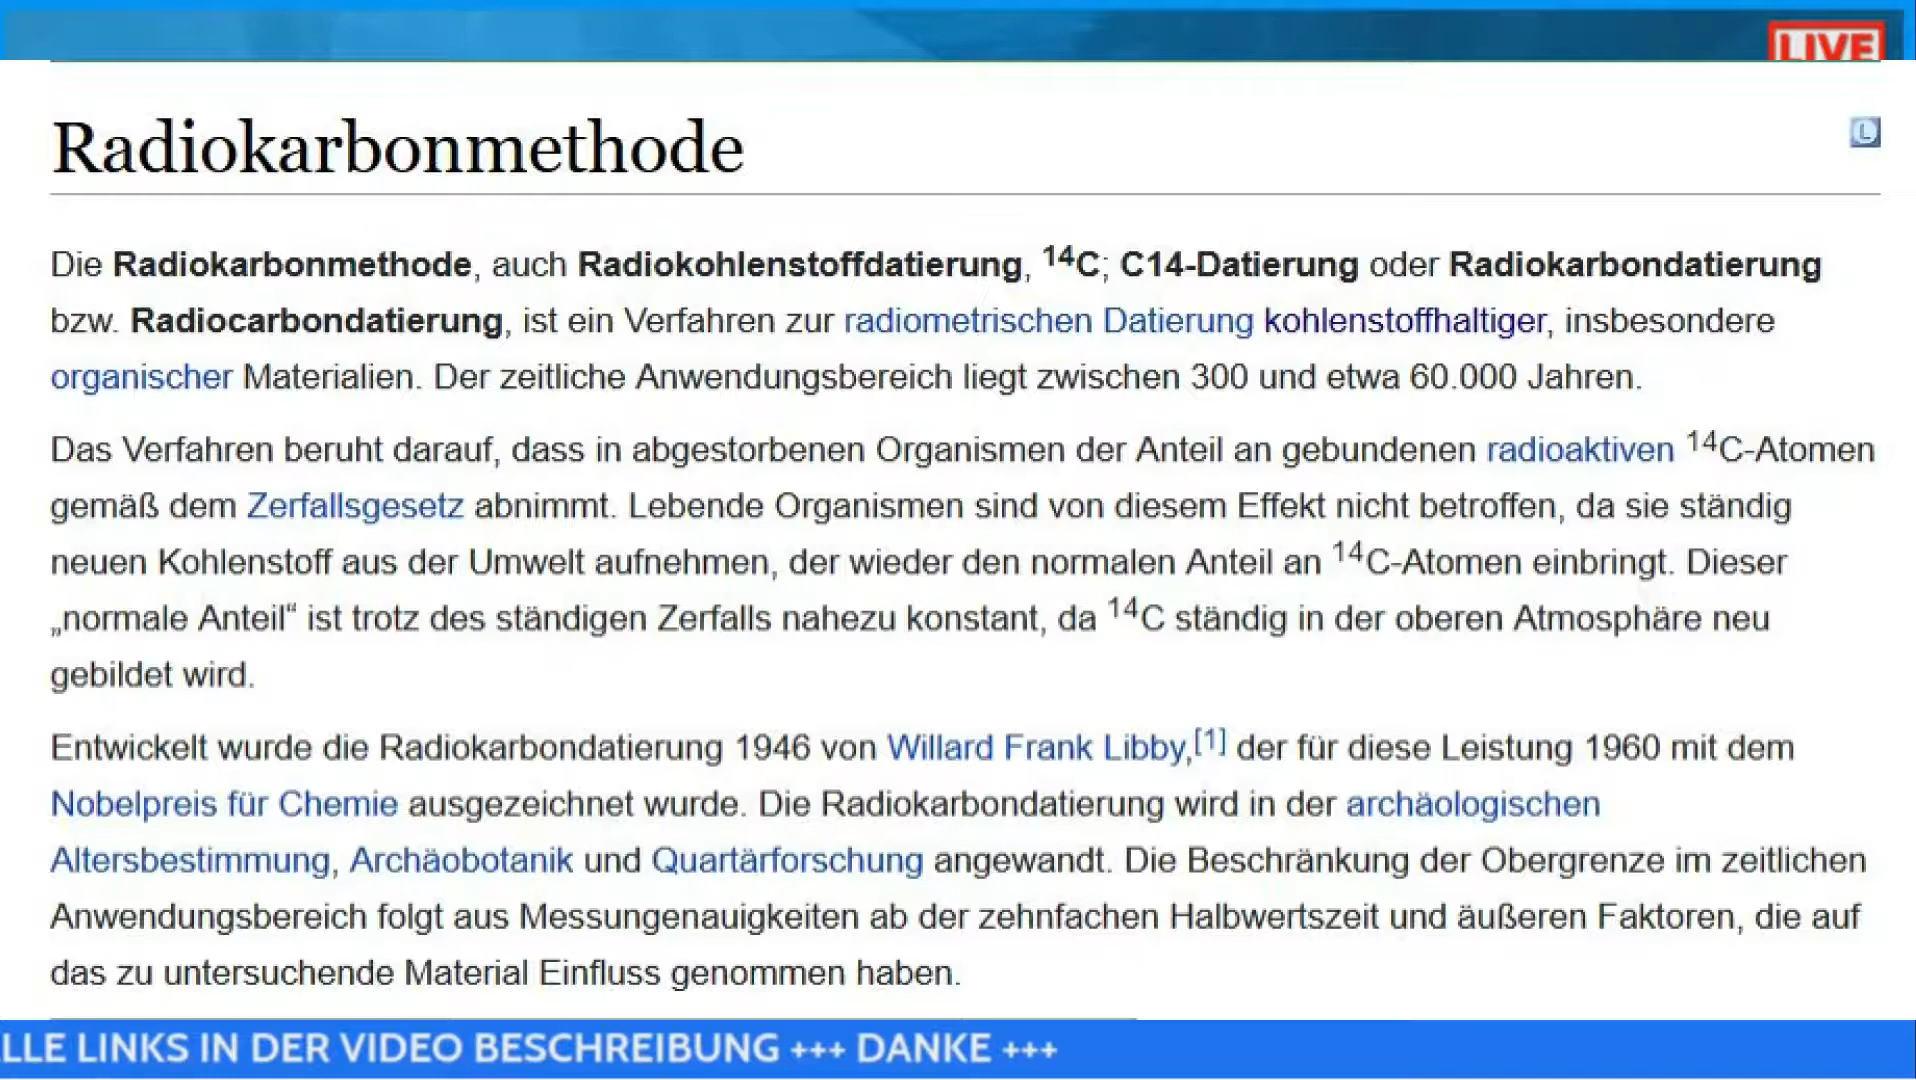 LIVE
Radiokarbonmethode
L
Die Radiokarbonmethode, auch Radiokohlenstoffdatierung, ¹⁴C; C14-Datierung oder Radiokarbondatierung
bzw. Radiocarbondatierung, ist ein Verfahren zur radiometrischen Datierung kohlenstoffhaltiger, insbesondere
organischer Materialien. Der zeitliche Anwendungsbereich liegt zwischen 300 und etwa 60.000 Jahren.
Das Verfahren beruht darauf, dass in abgestorbenen Organismen der Anteil an gebundenen radioaktiven ¹⁴C-Atomen
gemäß dem Zerfallsgesetz abnimmt. Lebende Organismen sind von diesem Effekt nicht betroffen, da sie ständig
neuen Kohlenstoff aus der Umwelt aufnehmen, der wieder den normalen Anteil an ¹⁴C-Atomen einbringt. Dieser
„normale Anteil“ ist trotz des ständigen Zerfalls nahezu konstant, da ¹⁴C ständig in der oberen Atmosphäre neu
gebildet wird.
Entwickelt wurde die Radiokarbondatierung 1946 von Willard Frank Libby,[1] der für diese Leistung 1960 mit dem
Nobelpreis für Chemie ausgezeichnet wurde. Die Radiokarbondatierung wird in der archäologischen
Altersbestimmung, Archäobotanik und Quartärforschung angewandt. Die Beschränkung der Obergrenze im zeitlichen
Anwendungsbereich folgt aus Messungenauigkeiten ab der zehnfachen Halbwertszeit und äußeren Faktoren, die auf
das zu untersuchende Material Einfluss genommen haben.
LLE LINKS IN DER VIDEO BESCHREIBUNG +++ DANKE +++